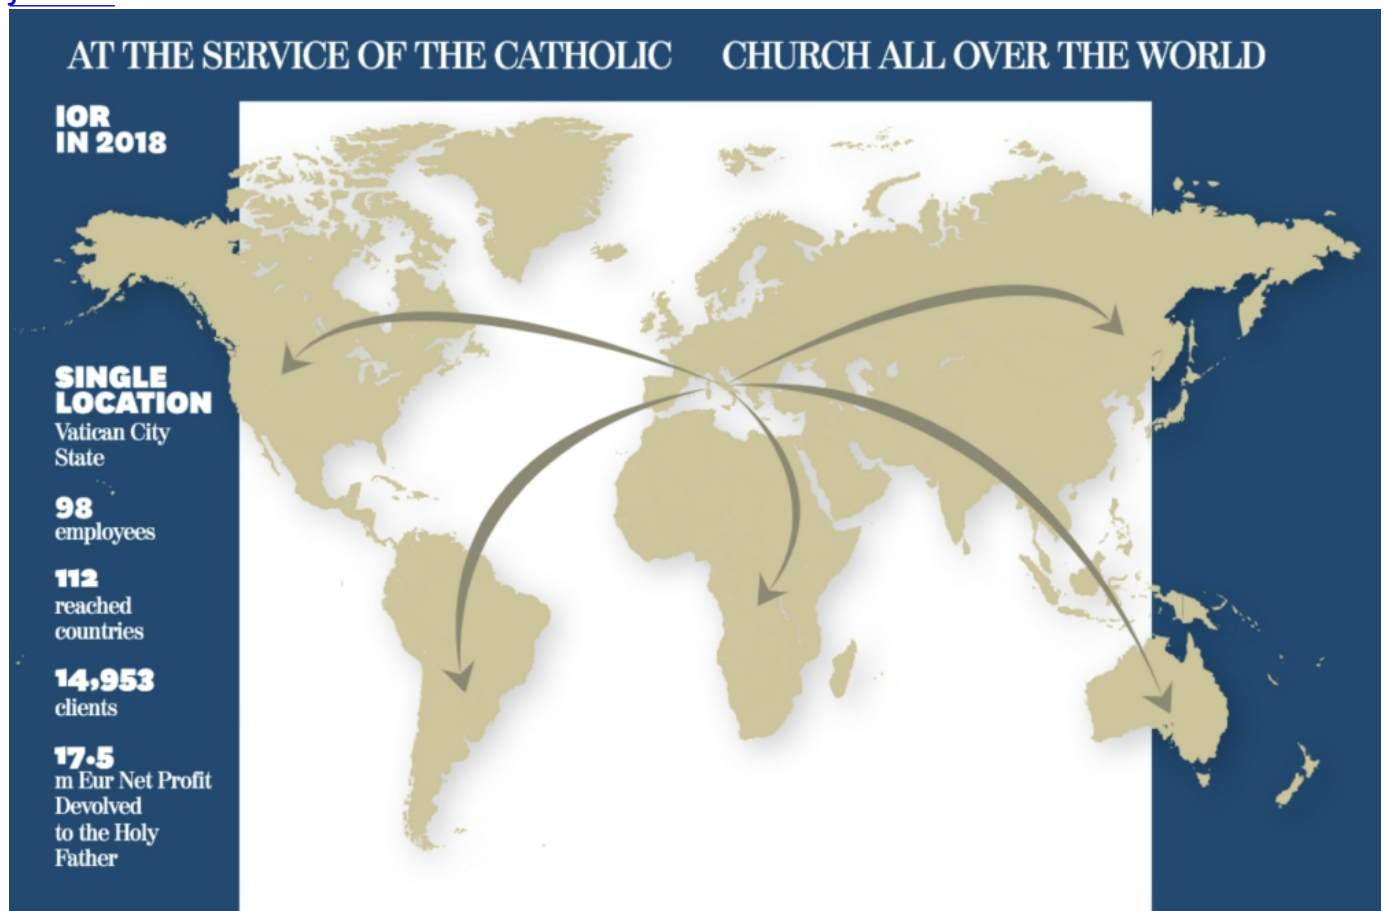 AT THE SERVICE OF THE CATHOLIC CHURCH ALL OVER THE WORLD
IOR
IN 2018
SINGLE
LOCATION
Vatican City
State
98
employees
112
reached
countries
14,953
clients
17.5
m Eur Net Profit
Devolved
to the Holy
Father